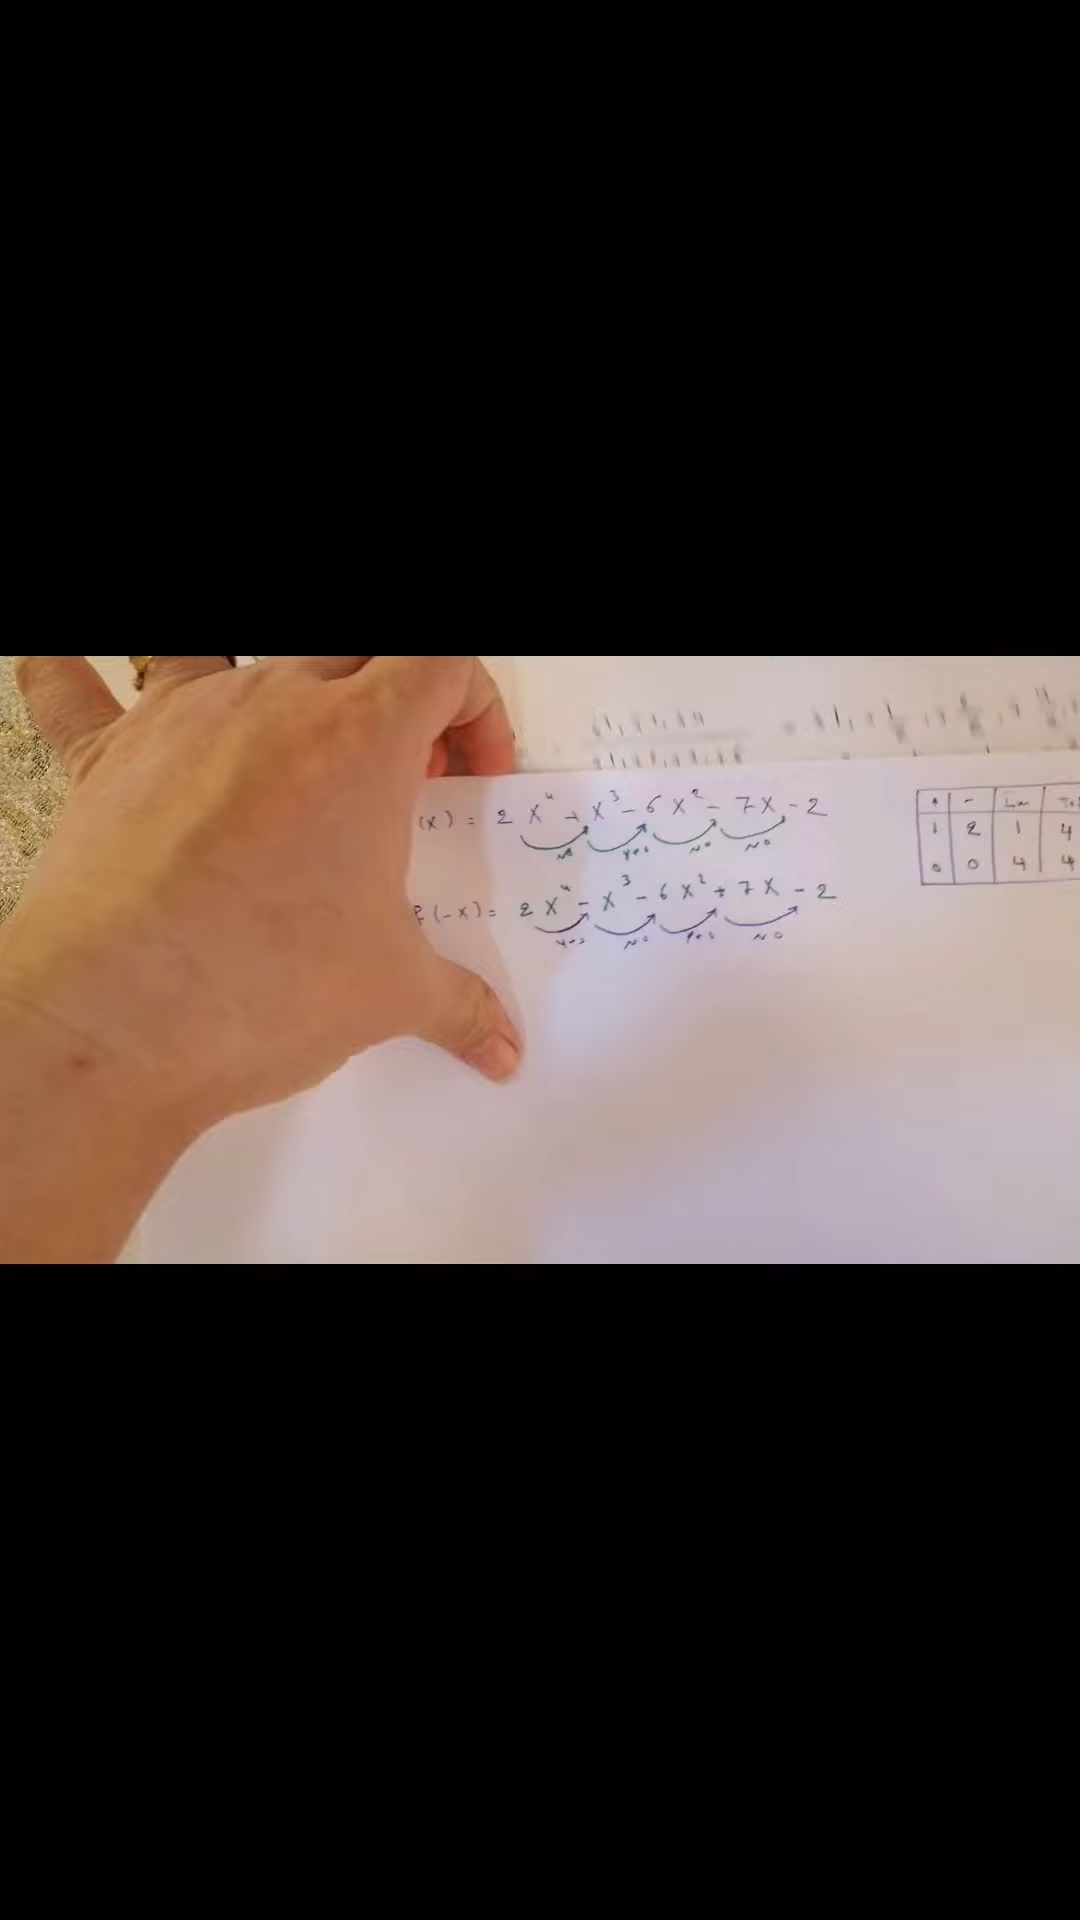 (x) = 2x⁴ + x³ - 6x² - 7x - 2
No Yes No No
f(-x) = 2x⁴ - x³ - 6x² + 7x - 2
Yes No Yes No
+ - Im
1 2 1 4
0 0 4 4